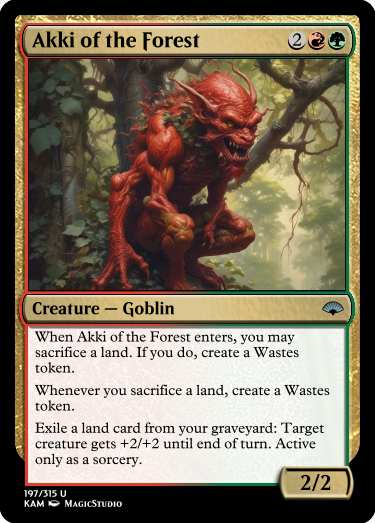 Akki of the Forest 2
Creature — Goblin
When Akki of the Forest enters, you may
sacrifice a land. If you do, create a Wastes
token.
Whenever you sacrifice a land, create a Wastes
token.
Exile a land card from your graveyard: Target
creature gets +2/+2 until end of turn. Active
only as a sorcery.
2/2
197/315 U
KAM MagicStudio